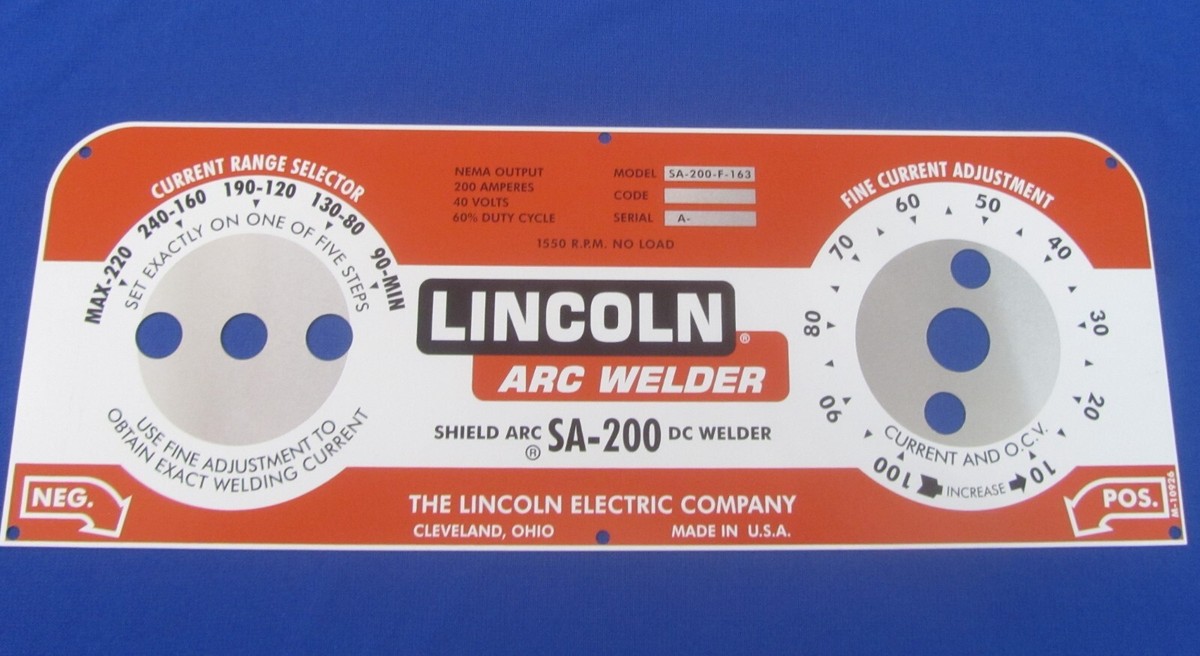 CURRENT RANGE SELECTOR
MAX-220
240-160
190-120
130-80
90-MIN
SET EXACTLY ON ONE OF FIVE STEPS
USE FINE ADJUSTMENT TO
OBTAIN EXACT WELDING CURRENT
NEG.
NEMA OUTPUT
200 AMPERES
40 VOLTS
60% DUTY CYCLE
MODEL SA-200-F-163
CODE
SERIAL A-
1550 R.P.M. NO LOAD
LINCOLN ®
ARC WELDER
SHIELD ARC ® SA-200 DC WELDER
THE LINCOLN ELECTRIC COMPANY
CLEVELAND, OHIO MADE IN U.S.A.
FINE CURRENT ADJUSTMENT
100
90
80
70
60
50
40
30
20
10
CURRENT AND O.C.V.
INCREASE
POS.
M-10926